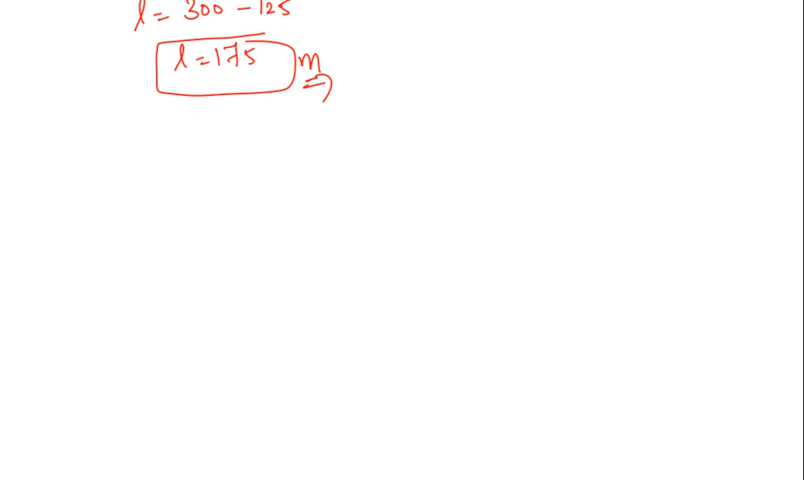 l = 300 - 125
l = 175 m